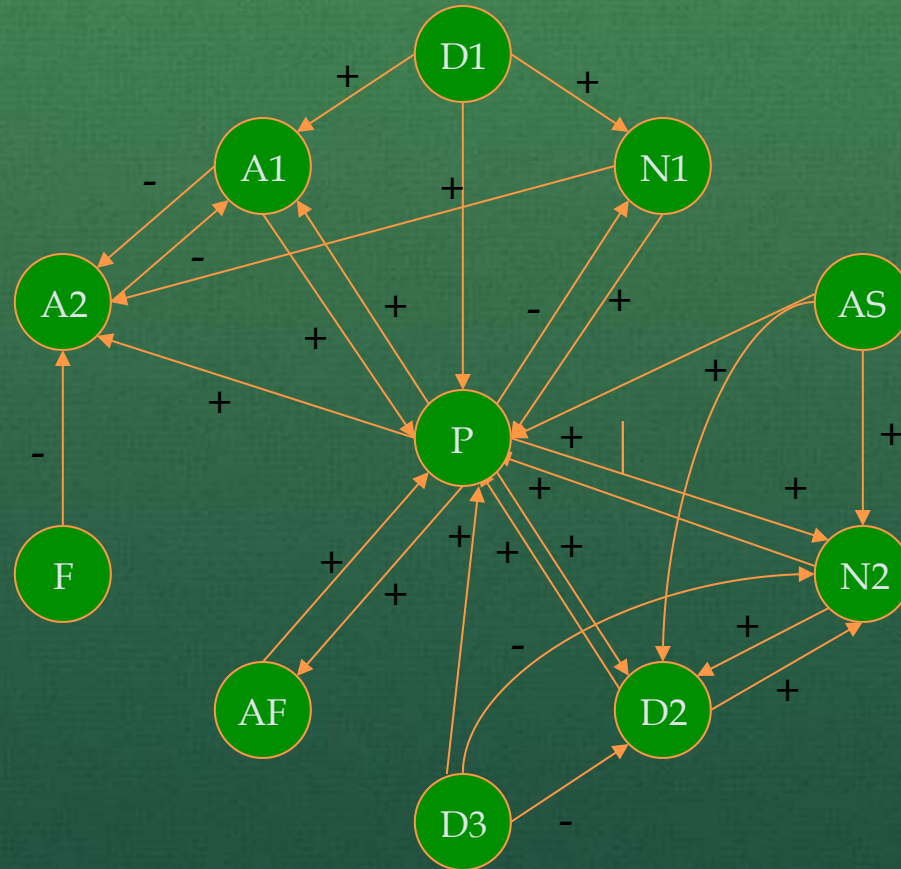 D1
+
+
A1
N1
-
+
-
A2
AS
+
-
+
+
+
+
P
+
+
-
+
+
+
+
+
F
+
N2
+
+
-
AF
D2
+
D3
-